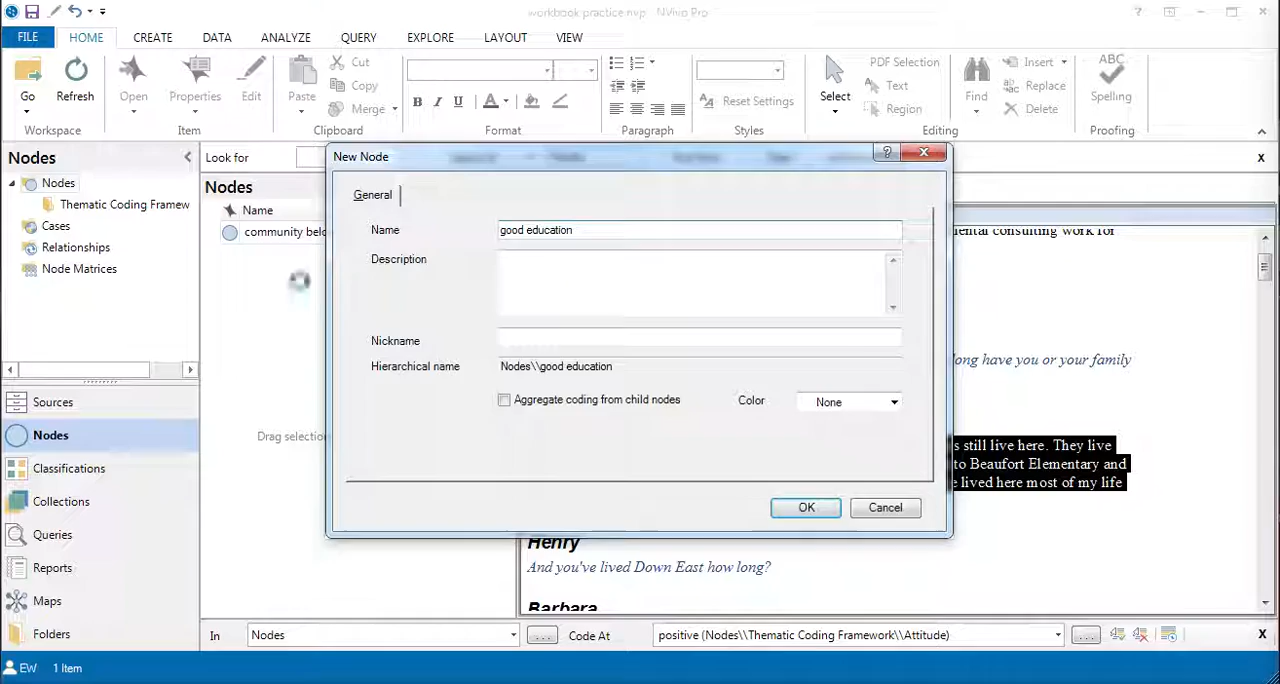 workbook practice.nvp - NVivo Pro
FILE HOME CREATE DATA ANALYZE QUERY EXPLORE LAYOUT VIEW
Go Refresh Open Properties Edit Paste Cut Copy Merge
B I U A
PDF Selection
Select Text Region
Reset Settings
Find Insert Replace Delete
ABC
Spelling
Workspace Item Clipboard Format Paragraph Styles Editing Proofing
Nodes
Nodes
Thematic Coding Framew
Cases
Relationships
Node Matrices
Sources
Nodes
Classifications
Collections
Queries
Reports
Maps
Folders
Look for
Nodes
Name
community belo
Drag selectio
New Node
General
Name good education
Description
Nickname
Hierarchical name Nodes\\good education
Aggregate coding from child nodes Color None
OK Cancel
ental consulting work for
long have you or your family
s still live here. They live
to Beaufort Elementary and
e lived here most of my life
Henry
And you've lived Down East how long?
Barbara
In Nodes ... Code At positive (Nodes\\Thematic Coding Framework\\Attitude) ... X
EW 1 Item